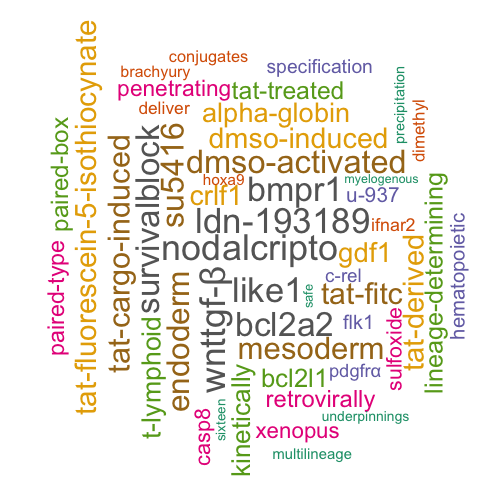 conjugates
specification
brachyury
penetrating
tat-treated
deliver
alpha-globin
precipitation
dimethyl
dmso-induced
tat-fluorescein-5-isothiocynate
paired-box
tat-cargo-induced
survivalblock
su5416
dmso-activated
hoxa9
myelogenous
crlf1
bmpr1
u-937
lineage-determining
hematopoietic
ldn-193189
ifnar2
paired-type
nodalcripto
gdf1
tat-derived
endoderm
wnttgf-β
like1
c-rel
safe
tat-fitc
sulfoxide
t-lymphoid
bcl2a2
flk1
mesoderm
kinetically
bcl2l1
pdgfrα
casp8
sixteen
retrovirally
underpinnings
xenopus
multilineage